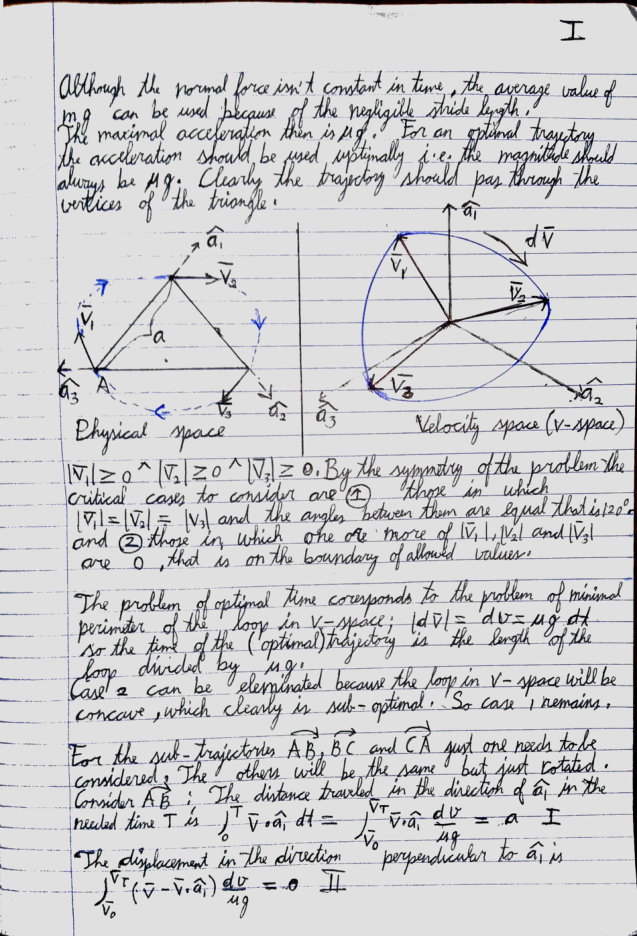 I
Although the normal force isn't constant in time, the average value of
mg can be used because of the negligible stride length.
The maximal acceleration then is μg. For an optimal trajectory
the acceleration should be used optimally i.e. the magnitude should
always be μg. Clearly the trajectory should pas through the
vertices of the triangle.
â₁
V̄₂
V̄₁
a
A
â₃
V̄₃
â₂
Physical space
â₁
dV̄
V̄₁
V̄₂
V̄₃
â₃
â₂
Velocity space (v-space)
|V̄₁|≥0 ^ |V̄₂|≥0 ^ |V̄₃|≥0. By the symmetry of the problem the
critical cases to consider are ① those in which
|V̄₁|=|V̄₂|=|V₃| and the angles between them are equal that is 120°
and ② those in which one ore more of |V̄₁|,|V₂| and |V̄₃|
are 0, that is on the boundary of allowed values.
The problem of optimal time coresponds to the problem of minimal
perimeter of the loop in v-space; |dv̄| = dv = μg dt
so the time of the (optimal) trajectory is the length of the
loop divided by μg.
Case 2 can be eleminated because the loop in v-space will be
concave, which clearly is sub-optimal. So case 1 remains.
For the sub-trajectories AB, BC and CA just one needs to be
considered. The others will be the same but just rotated.
Consider AB : The distance traveled in the direction of â₁ in the
needed time T is ∫₀ᵀ v̄•â₁ dt = ∫_{v̄₀}^{v̄_T} v̄•â₁ dv/μg = a I
The displacement in the direction perpendicular to â₁ is
∫_{v̄₀}^{v̄_T} (v̄ - v̄•â₁) dv/μg = 0 II